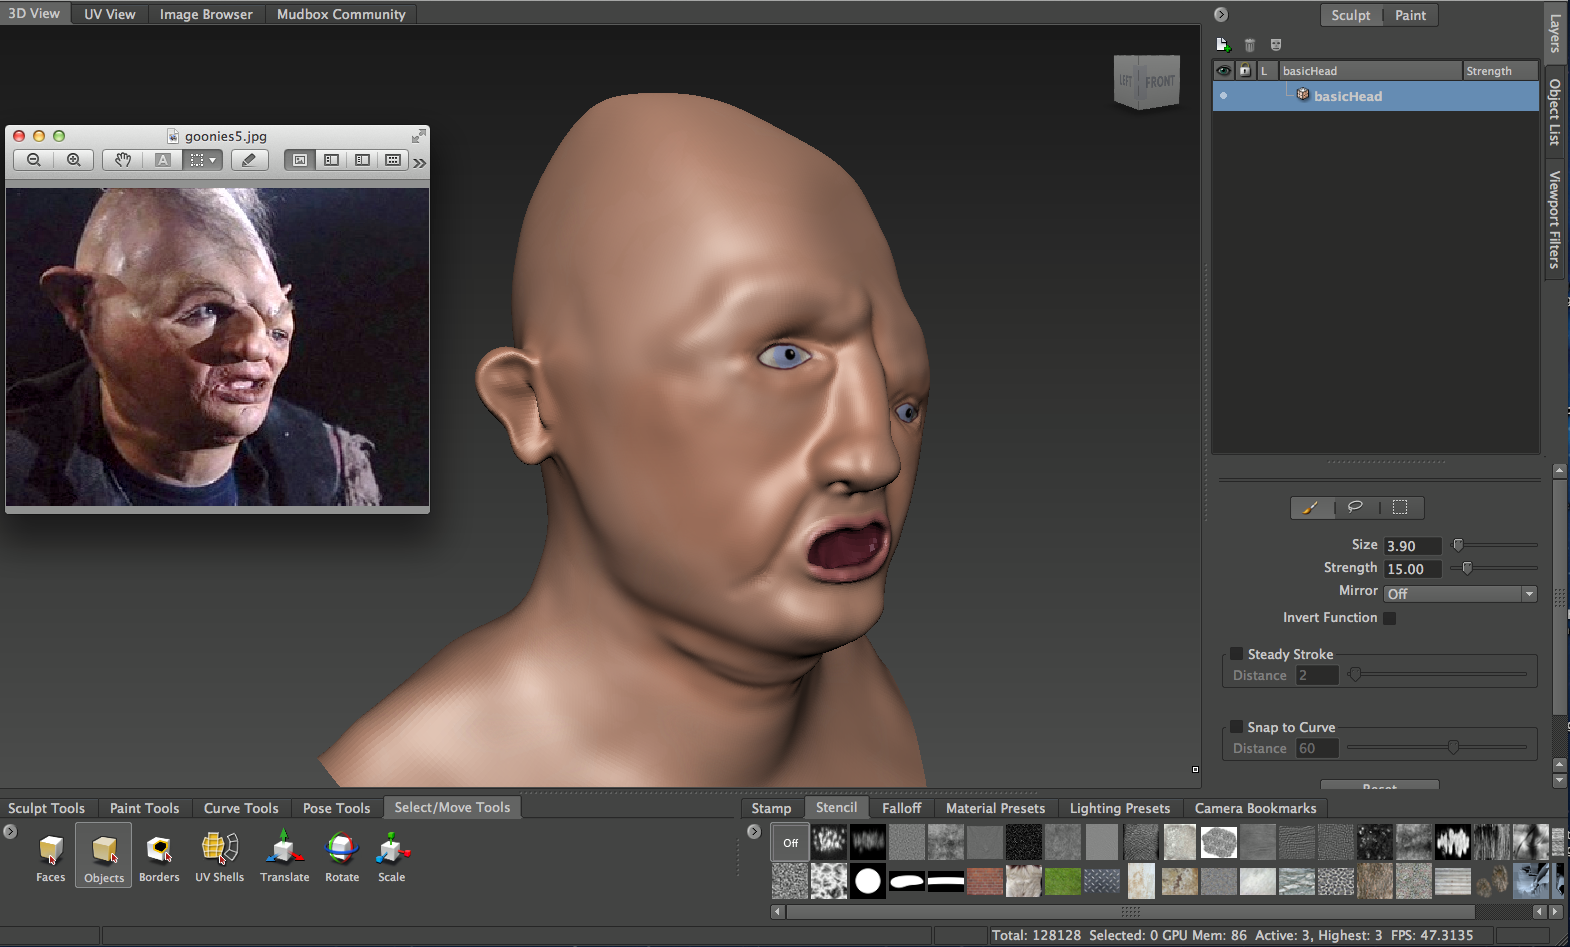 3D View UV View Image Browser Mudbox Community
Sculpt Paint
Layers
Object List
Viewport Filters
L basicHead Strength
basicHead
LEFT FRONT
goonies5.jpg
A
Size 3.90
Strength 15.00
Mirror Off
Invert Function
Steady Stroke
Distance 2
Snap to Curve
Distance 60
Reset
Sculpt Tools Paint Tools Curve Tools Pose Tools Select/Move Tools
Stamp Stencil Falloff Material Presets Lighting Presets Camera Bookmarks
Off
Faces Objects Borders UV Shells Translate Rotate Scale
Total: 128128 Selected: 0 GPU Mem: 86 Active: 3, Highest: 3 FPS: 47.3135